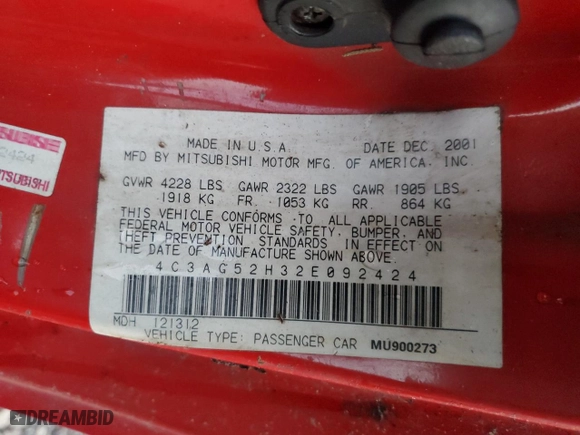 MADE IN U.S.A. DATE DEC. 2001
MFD BY MITSUBISHI MOTOR MFG. OF AMERICA, INC.
GVWR 4228 LBS GAWR 2322 LBS GAWR 1905 LBS
1918 KG FR. 1053 KG RR. 864 KG
THIS VEHICLE CONFORMS TO ALL APPLICABLE
FEDERAL MOTOR VEHICLE SAFETY, BUMPER, AND
THEFT PREVENTION STANDARDS IN EFFECT ON
THE DATE OF MANUFACTURE SHOWN ABOVE.
4C3AG52H32E092424
MDH 121312
VEHICLE TYPE: PASSENGER CAR MU900273
2424
TSUBISHI
DREAMBID